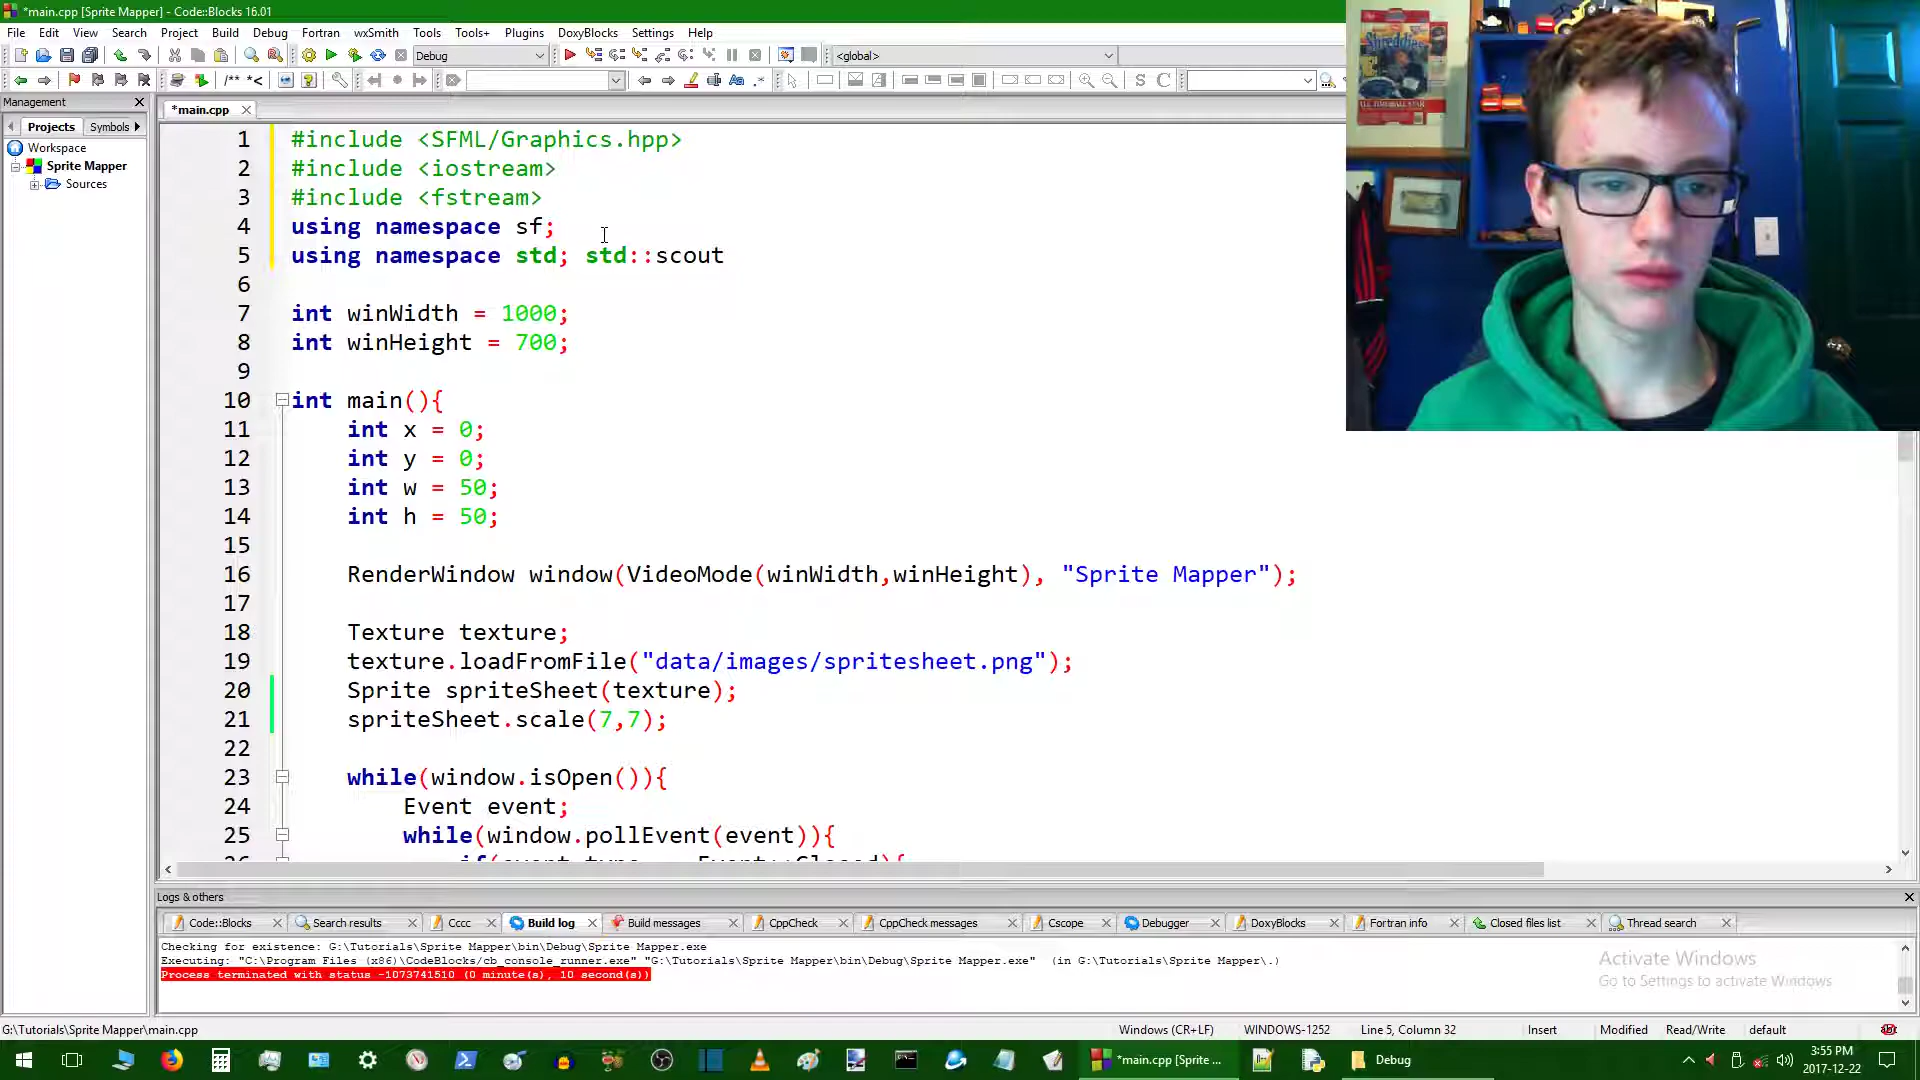 *main.cpp [Sprite Mapper] - Code::Blocks 16.01
File Edit View Search Project Build Debug Fortran wxSmith Tools Tools+ Plugins DoxyBlocks Settings Help
Debug <global>
/** *< Aa .* S C
Management
*main.cpp
Projects Symbols
Workspace
Sprite Mapper
Sources
1 #include <SFML/Graphics.hpp>
2 #include <iostream>
3 #include <fstream>
4 using namespace sf;
5 using namespace std; std::scout
6
7 int winWidth = 1000;
8 int winHeight = 700;
9
10 int main(){
11 int x = 0;
12 int y = 0;
13 int w = 50;
14 int h = 50;
15
16 RenderWindow window(VideoMode(winWidth,winHeight), "Sprite Mapper");
17
18 Texture texture;
19 texture.loadFromFile("data/images/spritesheet.png");
20 Sprite spriteSheet(texture);
21 spriteSheet.scale(7,7);
22
23 while(window.isOpen()){
24 Event event;
25 while(window.pollEvent(event)){
Shreddies
ALL TIME ALL STAR
Logs & others
Code::Blocks Search results Cccc Build log Build messages CppCheck CppCheck messages Cscope Debugger DoxyBlocks Fortran info Closed files list Thread search
Checking for existence: G:\Tutorials\Sprite Mapper\bin\Debug\Sprite Mapper.exe
Executing: "C:\Program Files (x86)\CodeBlocks/cb_console_runner.exe" "G:\Tutorials\Sprite Mapper\bin\Debug\Sprite Mapper.exe" (in G:\Tutorials\Sprite Mapper\.)
Process terminated with status -1073741510 (0 minute(s), 10 second(s))
Activate Windows
Go to Settings to activate Windows
G:\Tutorials\Sprite Mapper\main.cpp Windows (CR+LF) WINDOWS-1252 Line 5, Column 32 Insert Modified Read/Write default
*main.cpp [Sprite ... Debug
3:55 PM
2017-12-22